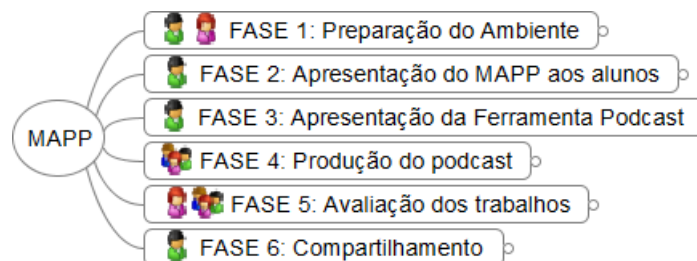 MAPP
FASE 1: Preparação do Ambiente
FASE 2: Apresentação do MAPP aos alunos
FASE 3: Apresentação da Ferramenta Podcast
FASE 4: Produção do podcast
FASE 5: Avaliação dos trabalhos
FASE 6: Compartilhamento